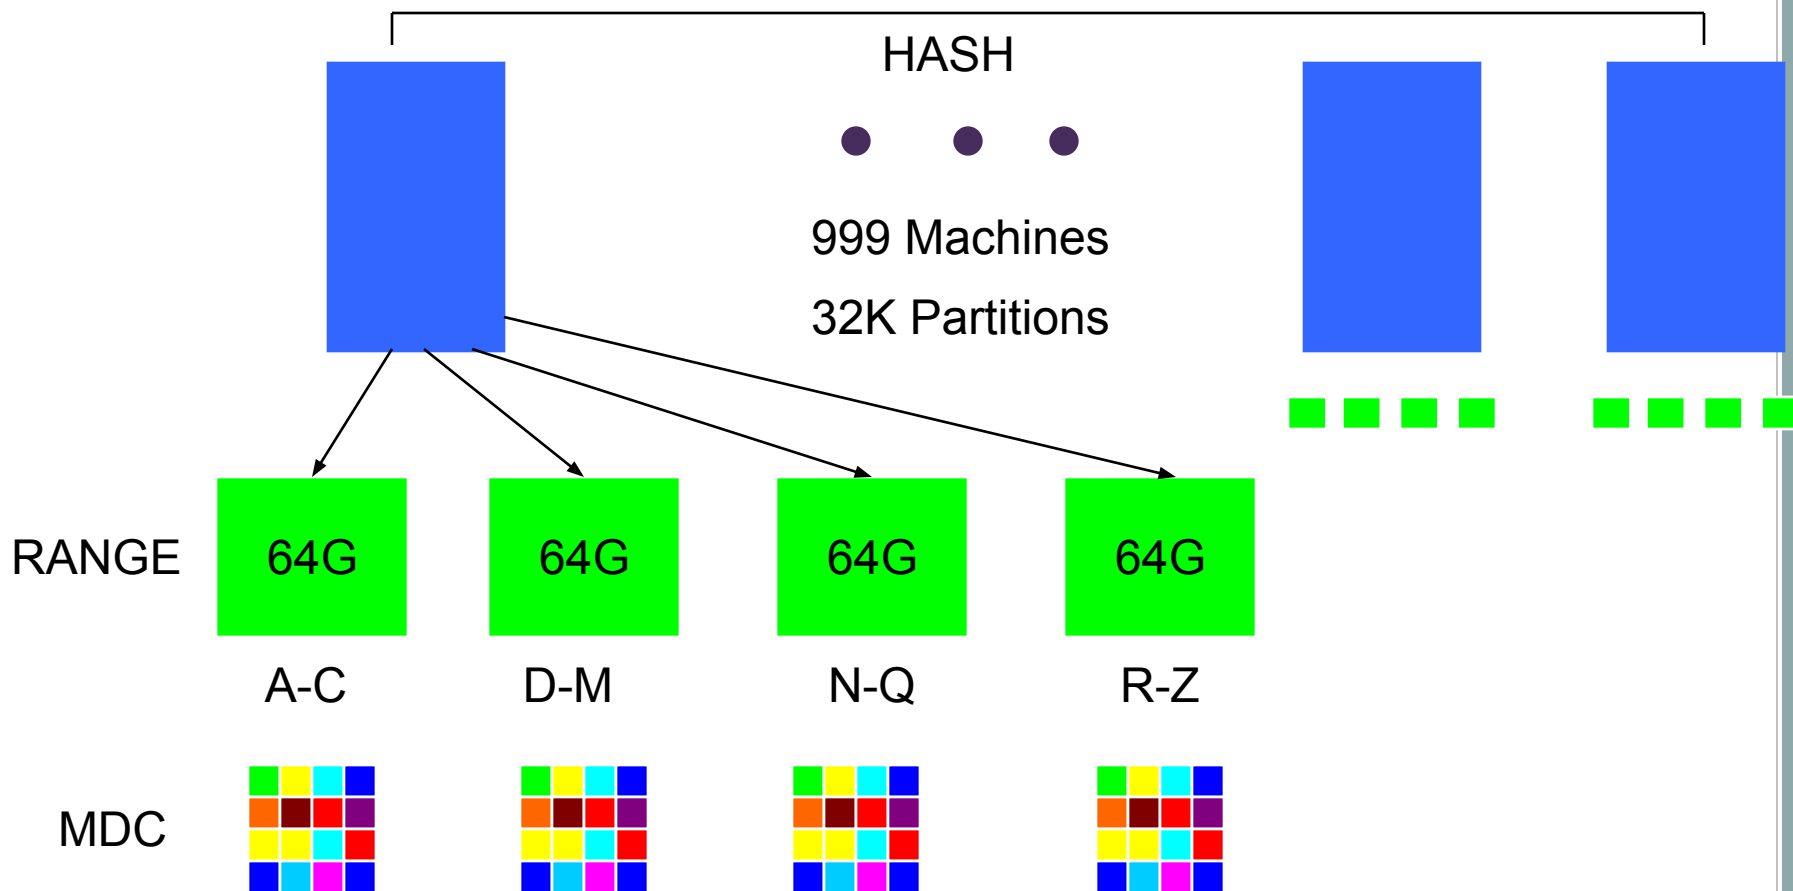 HASH
999 Machines
32K Partitions
RANGE 64G 64G 64G 64G
A-C D-M N-Q R-Z
MDC